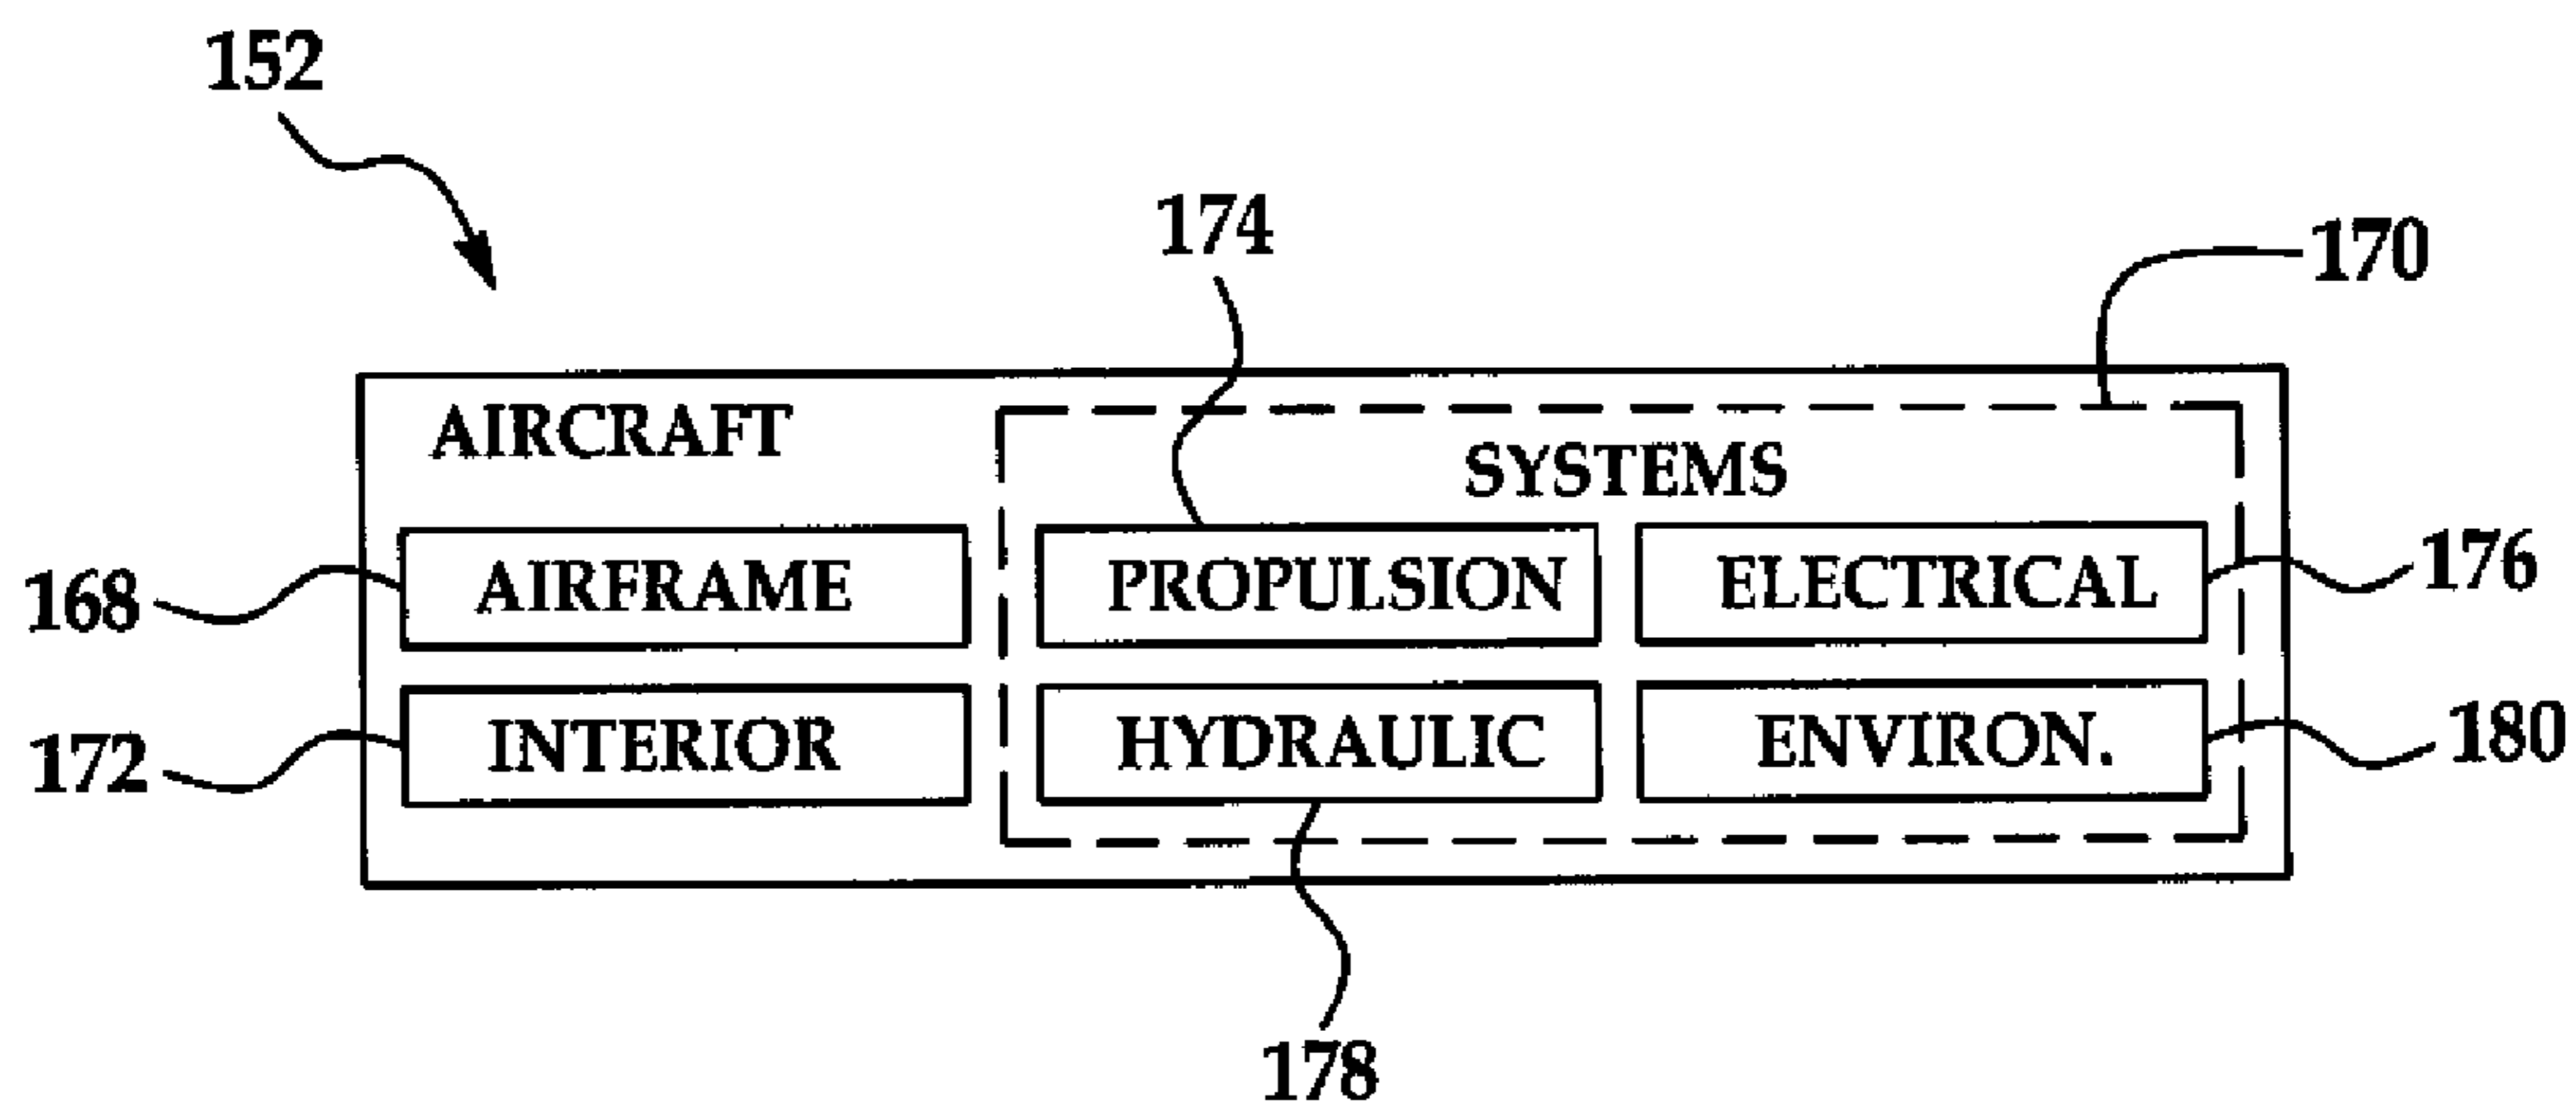 152
174
170
AIRCRAFT
SYSTEMS
168
AIRFRAME
PROPULSION
ELECTRICAL
176
172
INTERIOR
HYDRAULIC
ENVIRON.
180
178